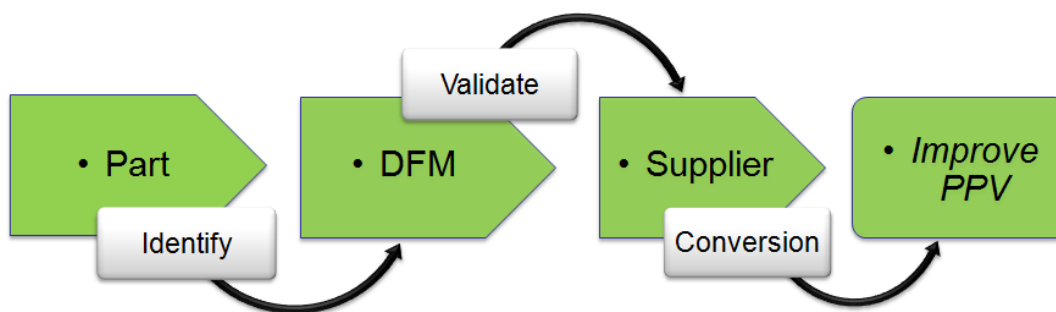 • Part
Identify
• DFM
Validate
• Supplier
Conversion
• Improve
PPV